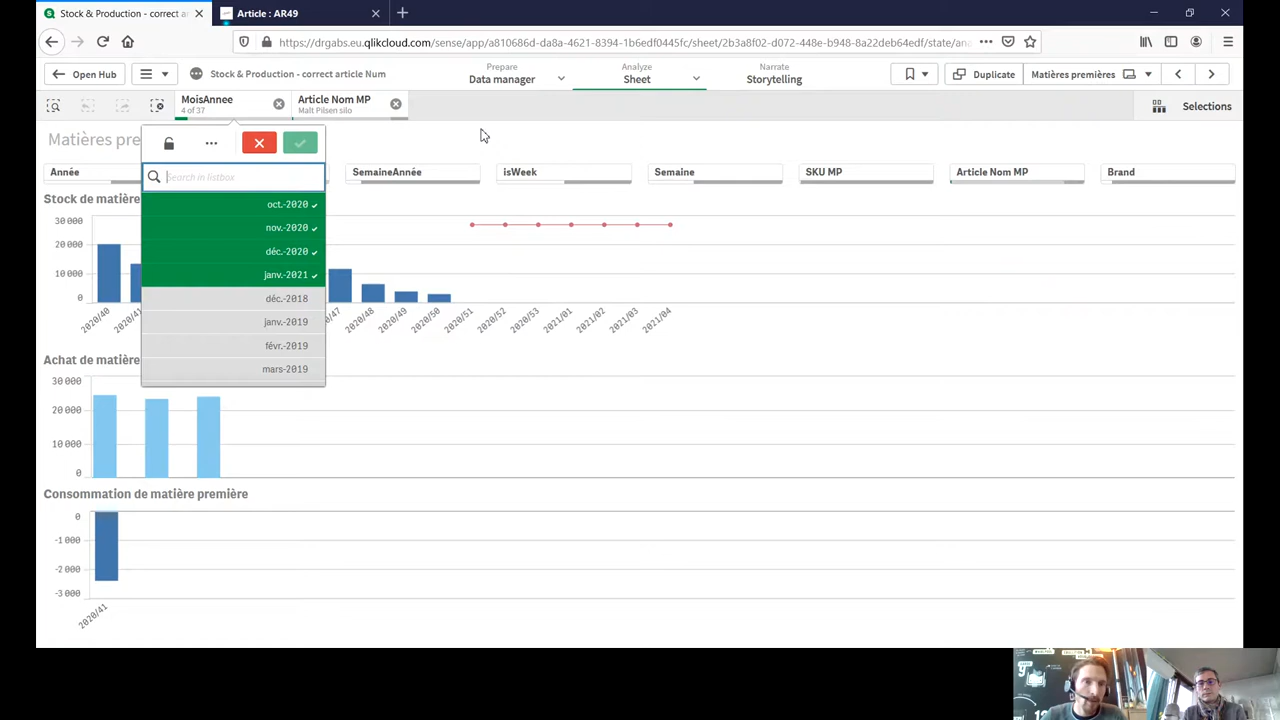 Stock & Production - correct ar
Article : AR49
https://drgabs.eu.qlikcloud.com/sense/app/a810686d-da8a-4621-8394-1b6edf0445fc/sheet/2b3a8f02-d072-448e-b948-8a22deb64edf/state/an
Open Hub
Stock & Production - correct article Num
Prepare
Data manager
Analyze
Sheet
Narrate
Storytelling
Duplicate
Matières premières
MoisAnnee
4 of 37
Article Nom MP
Malt Pilsen silo
Selections
Matières pre
Search in listbox
oct.-2020
nov.-2020
déc.-2020
janv.-2021
déc.-2018
janv.-2019
févr.-2019
mars-2019
Année
SemaineAnnée
isWeek
Semaine
SKU MP
Article Nom MP
Brand
Stock de matière
30 000
20 000
10 000
0
2020/40
2020/41
2020/47
2020/48
2020/49
2020/50
2020/51
2020/52
2020/53
2021/01
2021/02
2021/03
2021/04
Achat de matière
30 000
20 000
10 000
0
Consommation de matière première
0
-1 000
-2 000
-3 000
2020/41